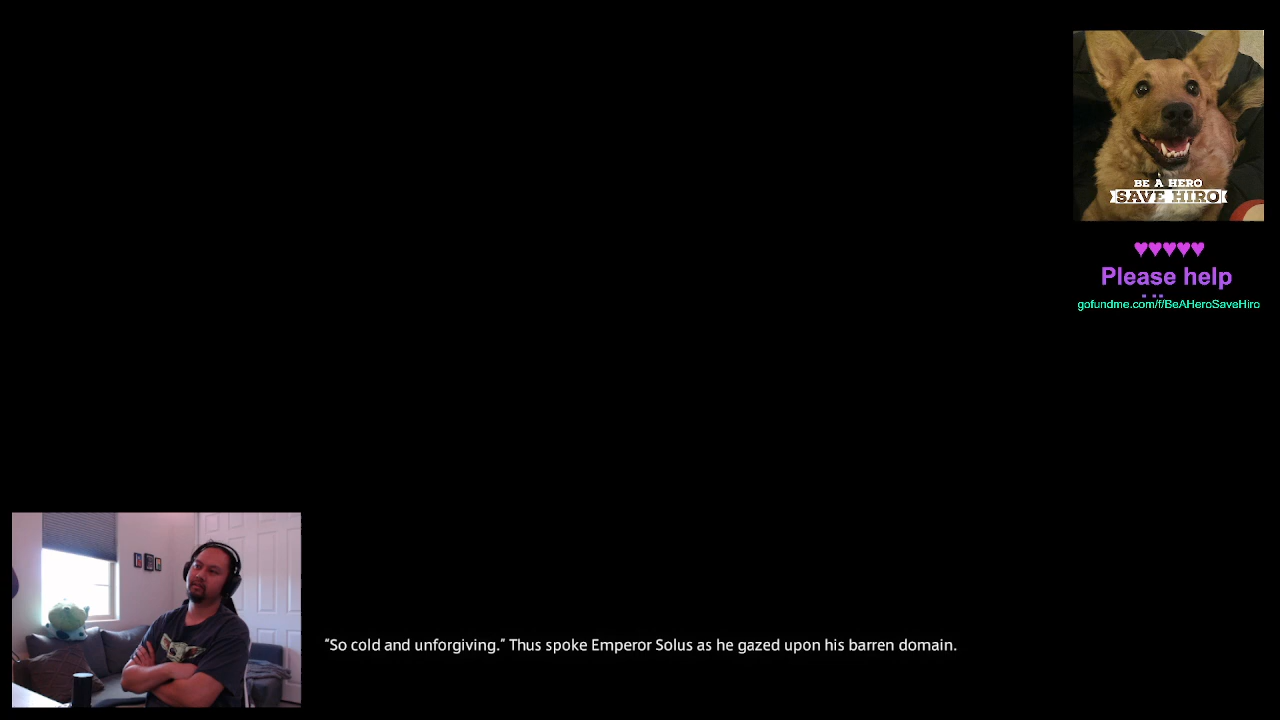 BE A HERO
SAVE HIRO
♥♥♥♥♥
Please help
gofundme.com/f/BeAHeroSaveHiro
“So cold and unforgiving.” Thus spoke Emperor Solus as he gazed upon his barren domain.